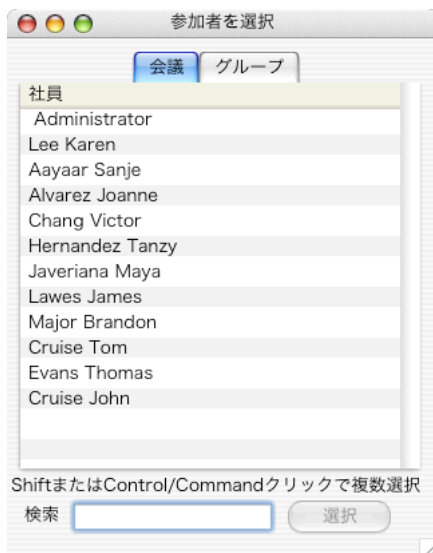 参加者を選択
会議 グループ
社員
Administrator
Lee Karen
Aayaar Sanje
Alvarez Joanne
Chang Victor
Hernandez Tanzy
Javeriana Maya
Lawes James
Major Brandon
Cruise Tom
Evans Thomas
Cruise John
ShiftまたはControl/Commandクリックで複数選択
検索 選択